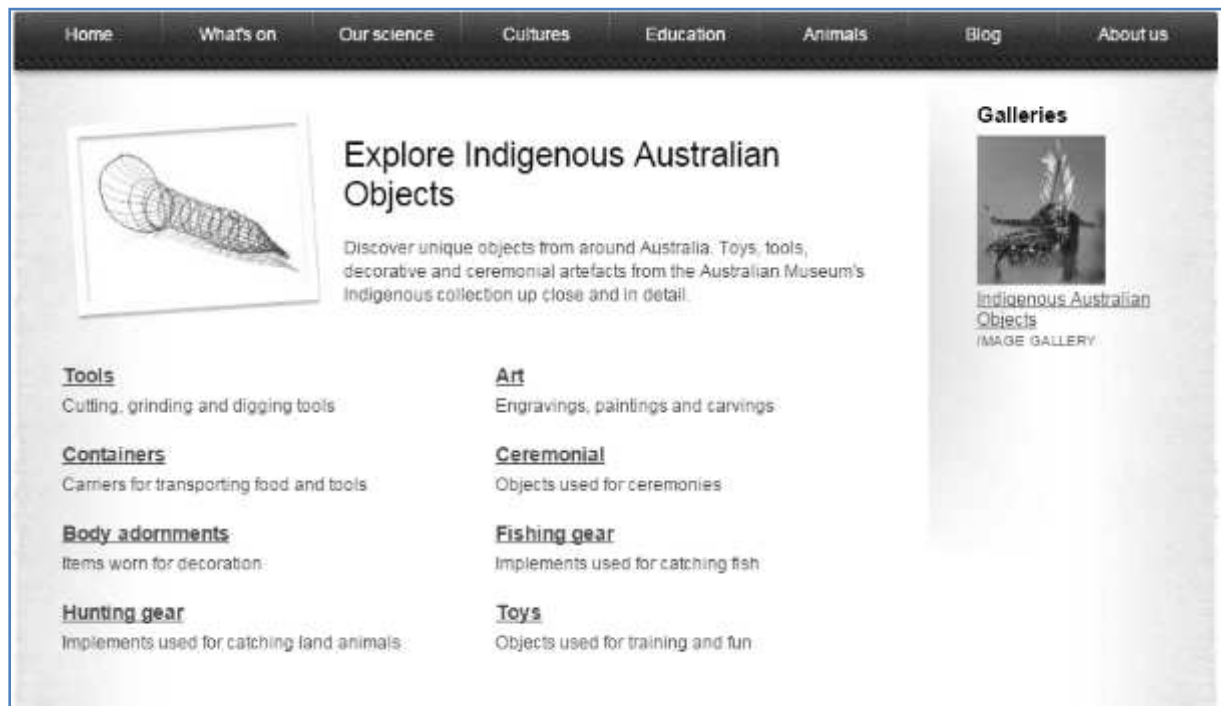 Home What's on Our science Cultures Education Animals Blog About us
Explore Indigenous Australian
Objects
Discover unique objects from around Australia. Toys, tools,
decorative and ceremonial artefacts from the Australian Museum's
Indigenous collection up close and in detail.
Tools
Cutting, grinding and digging tools
Containers
Carriers for transporting food and tools
Body adornments
Items worn for decoration
Hunting gear
Implements used for catching land animals
Art
Engravings, paintings and carvings
Ceremonial
Objects used for ceremonies
Fishing gear
Implements used for catching fish
Toys
Objects used for training and fun
Galleries
Indigenous Australian
Objects
IMAGE GALLERY